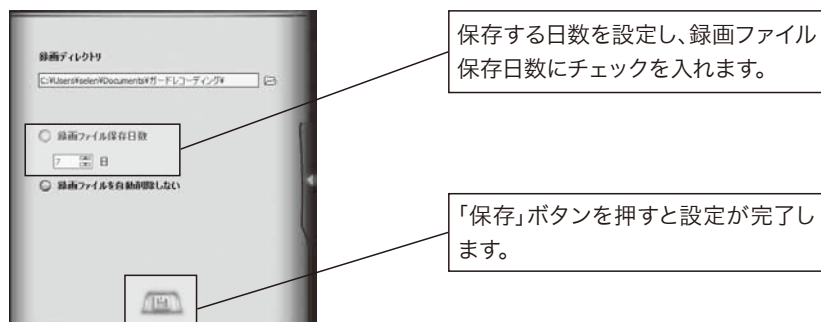 録画ディレクトリ
C:¥Users¥selen¥Documents¥ガードレコーディング¥
録画ファイル保存日数
7 日
録画ファイルを自動削除しない
保存する日数を設定し、録画ファイル
保存日数にチェックを入れます。
「保存」ボタンを押すと設定が完了し
ます。